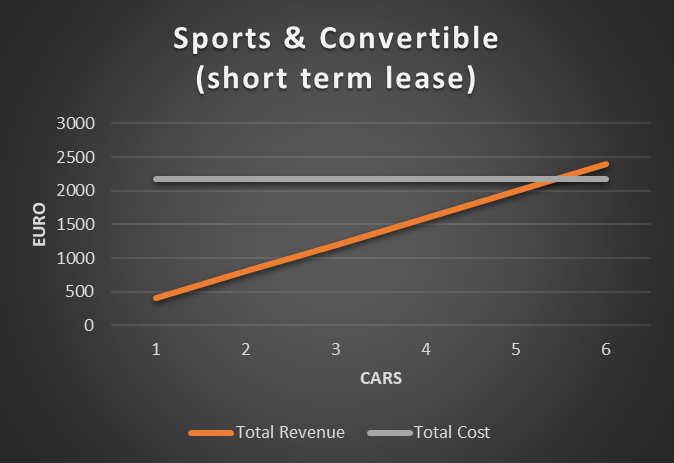 Sports & Convertible
(short term lease)
3000
2500
2000
1500
1000
500
0
EURO
1 2 3 4 5 6
CARS
Total Revenue Total Cost